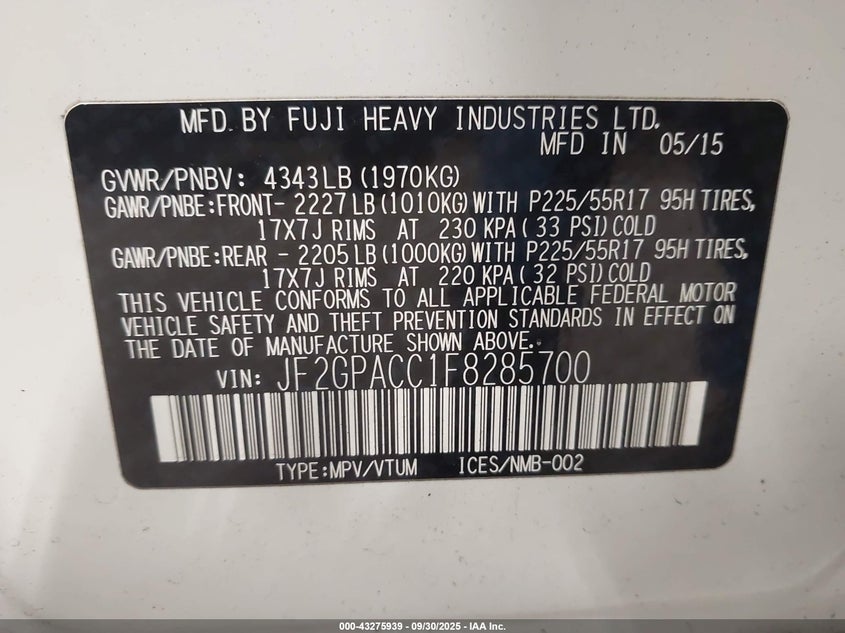 MFD. BY FUJI HEAVY INDUSTRIES LTD.
MFD IN 05/15
GVWR/PNBV: 4343LB(1970KG)
GAWR/PNBE:FRONT- 2227LB(1010KG)WITH P225/55R17 95H TIRES,
17X7J RIMS AT 230 KPA(33 PSI)COLD
GAWR/PNBE:REAR - 2205LB(1000KG)WITH P225/55R17 95H TIRES,
17X7J RIMS AT 220 KPA(32 PSI)COLD
THIS VEHICLE CONFORMS TO ALL APPLICABLE FEDERAL MOTOR
VEHICLE SAFETY AND THEFT PREVENTION STANDARDS IN EFFECT ON
THE DATE OF MANUFACTURE SHOWN ABOVE.
VIN: JF2GPACC1F8285700
TYPE:MPV/VTUM ICES/NMB-002
000-43275939 - 09/30/2025 - IAA Inc.